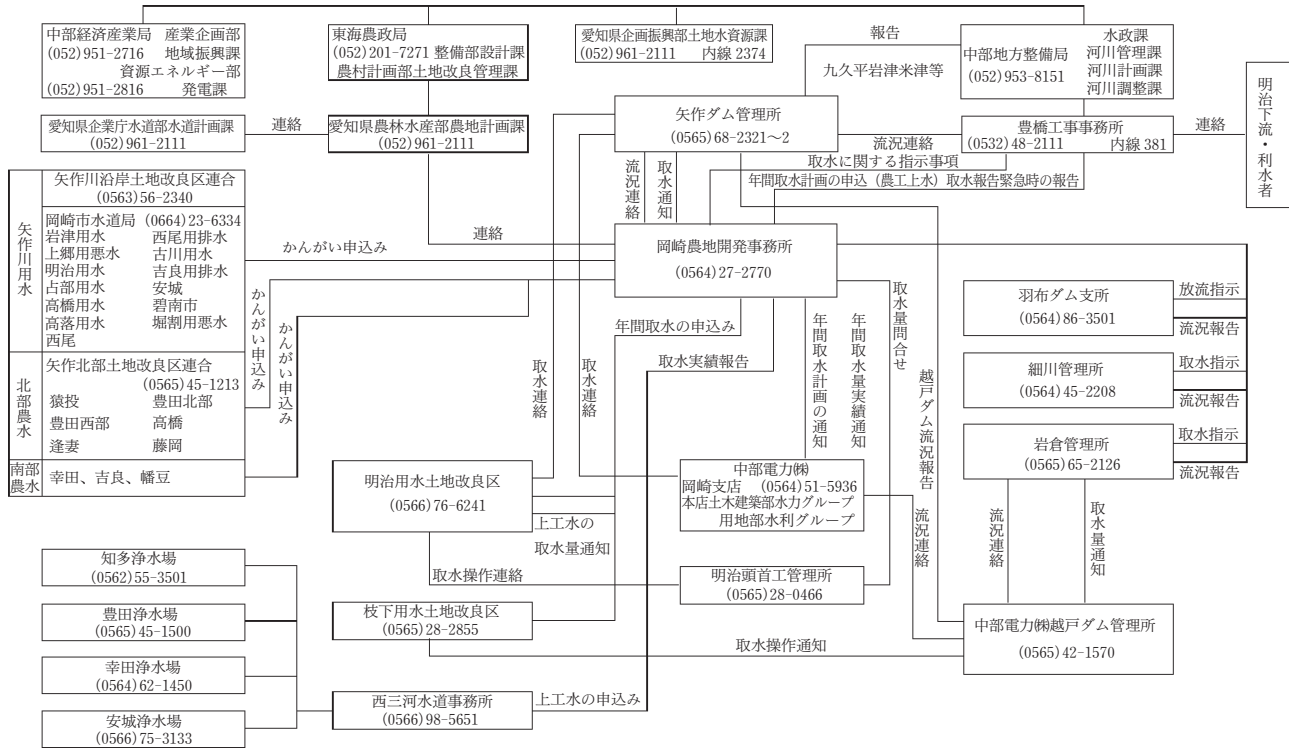 中部経済産業局 産業企画部
(052)951-2716 地域振興課
資源エネルギー部
(052)951-2816 発電課
東海農政局
(052)201-7271 整備部設計課
農村計画部土地改良管理課
愛知県企画振興部土地水資源課
(052)961-2111 内線 2374
報告
九久平岩津米津等
水政課
中部地方整備局 河川管理課
(052)953-8151 河川計画課
河川調整課
明治下流・利水者
愛知県企業庁水道部水道計画課
(052)961-2111
連絡
愛知県農林水産部農地計画課
(052)961-2111
矢作ダム管理所
(0565)68-2321〜2
豊橋工事事務所
(0532)48-2111 内線 381
連絡
流況連絡
取水に関する指示事項
年間取水計画の申込(農工上水)取水報告緊急時の報告
流況連絡
取水通知
矢作川用水
矢作川沿岸土地改良区連合
(0563)56-2340
岡崎市水道局 (0664)23-6334
岩津用水 西尾用排水
上郷用悪水 古川用水
明治用水 吉良用排水
占部用水 安城
高橋用水 碧南市
高落用水 堀割用悪水
西尾
かんがい申込み
連絡
岡崎農地開発事務所
(0564)27-2770
かんがい申込み
かんがい申込み
北部農水
矢作北部土地改良区連合
(0565)45-1213
猿投 豊田北部
豊田西部 高橋
逢妻 藤岡
南部農水
幸田、吉良、幡豆
年間取水の申込み
取水実績報告
取水連絡
取水連絡
年間取水計画の通知
年間取水量実績通知
取水量問合せ
越戸ダム流況報告
羽布ダム支所
(0564)86-3501
放流指示
流況報告
細川管理所
(0564)45-2208
取水指示
流況報告
岩倉管理所
(0565)65-2126
取水指示
流況報告
明治用水土地改良区
(0566)76-6241
中部電力㈱
岡崎支店 (0564)51-5936
本店土木建築部水力グループ
用地部水利グループ
上工水の
取水量通知
流況連絡
流況連絡
取水量通知
知多浄水場
(0562)55-3501
取水操作連絡
明治頭首工管理所
(0565)28-0466
豊田浄水場
(0565)45-1500
枝下用水土地改良区
(0565)28-2855
取水操作通知
中部電力㈱越戸ダム管理所
(0565)42-1570
幸田浄水場
(0564)62-1450
西三河水道事務所
(0566)98-5651
上工水の申込み
安城浄水場
(0566)75-3133